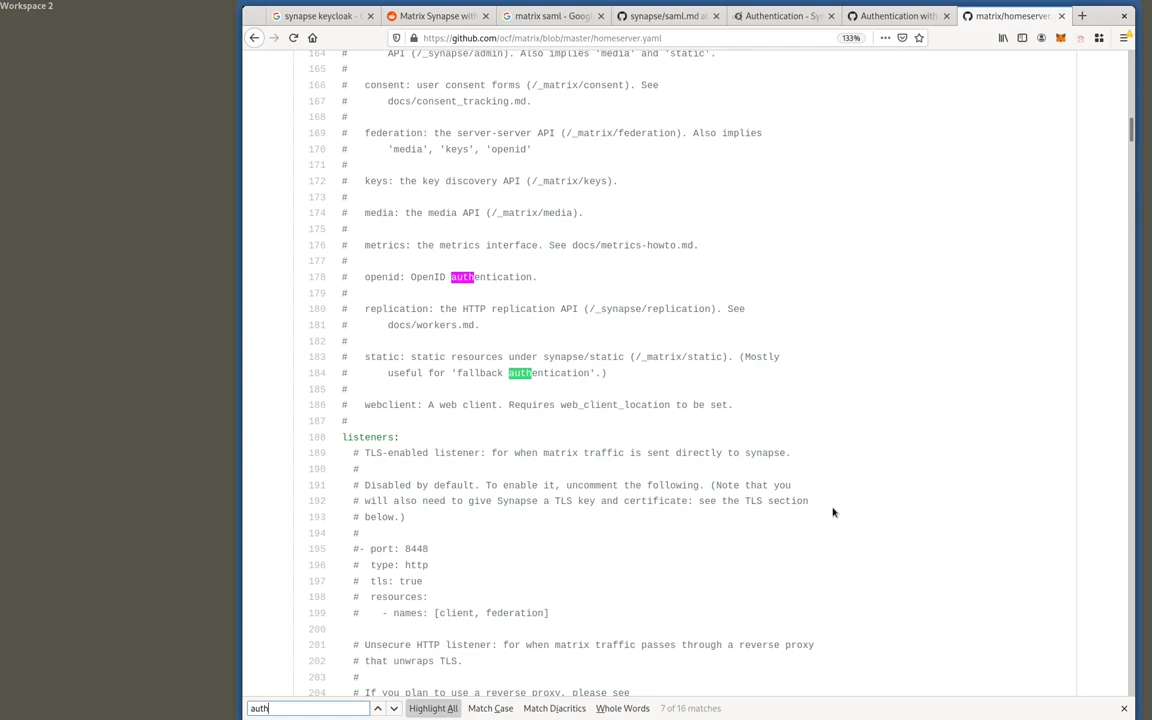 Workspace 2
synapse keycloak - G
Matrix Synapse with
matrix saml - Googl
synapse/saml.md at
Authentication - Syn
Authentication with
matrix/homeserver.
https://github.com/ocf/matrix/blob/master/homeserver.yaml
133%
164 # API (/_synapse/admin). Also implies 'media' and 'static'.
165 #
166 # consent: user consent forms (/_matrix/consent). See
167 # docs/consent_tracking.md.
168 #
169 # federation: the server-server API (/_matrix/federation). Also implies
170 # 'media', 'keys', 'openid'
171 #
172 # keys: the key discovery API (/_matrix/keys).
173 #
174 # media: the media API (/_matrix/media).
175 #
176 # metrics: the metrics interface. See docs/metrics-howto.md.
177 #
178 # openid: OpenID authentication.
179 #
180 # replication: the HTTP replication API (/_synapse/replication). See
181 # docs/workers.md.
182 #
183 # static: static resources under synapse/static (/_matrix/static). (Mostly
184 # useful for 'fallback authentication'.)
185 #
186 # webclient: A web client. Requires web_client_location to be set.
187 #
188 listeners:
189 # TLS-enabled listener: for when matrix traffic is sent directly to synapse.
190 #
191 # Disabled by default. To enable it, uncomment the following. (Note that you
192 # will also need to give Synapse a TLS key and certificate: see the TLS section
193 # below.)
194 #
195 #- port: 8448
196 # type: http
197 # tls: true
198 # resources:
199 # - names: [client, federation]
200
201 # Unsecure HTTP listener: for when matrix traffic passes through a reverse proxy
202 # that unwraps TLS.
203 #
204 # If you plan to use a reverse proxy, please see
auth
Highlight All
Match Case
Match Diacritics
Whole Words
7 of 16 matches